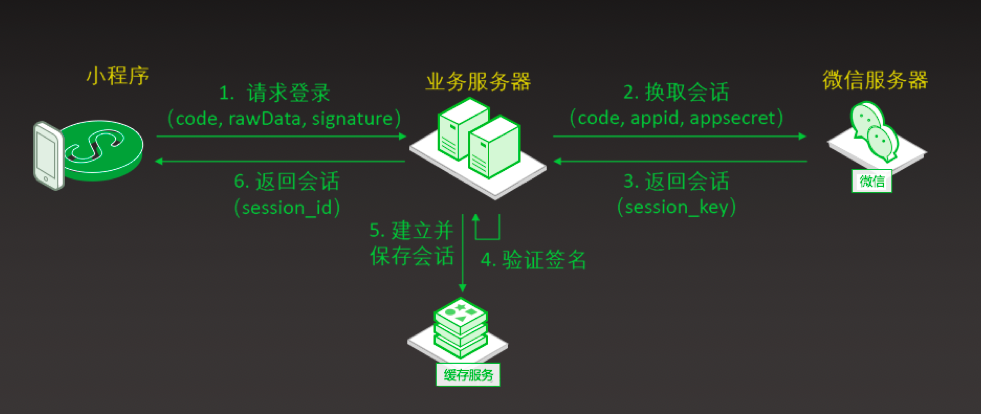 小程序
业务服务器
微信服务器
1. 请求登录
(code, rawData, signature)
2. 换取会话
(code, appid, appsecret)
6. 返回会话
(session_id)
3. 返回会话
(session_key)
微信
5. 建立并
保存会话
4. 验证签名
缓存服务